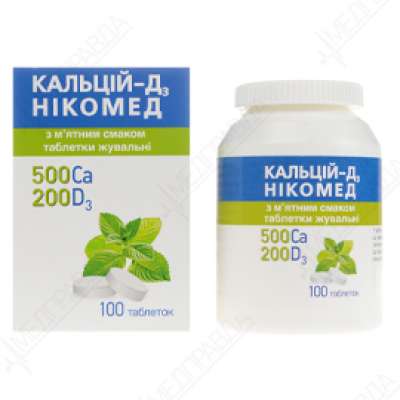 КАЛЬЦІЙ-Д₃
НІКОМЕД
з м'ятним смаком
таблетки жувальні
500Ca
200D₃
100 таблеток
КАЛЬЦІЙ-Д₃
НІКОМЕД
з м'ятним смаком
таблетки жувальні
500Ca
200D₃
100 таблеток
МЕДПРАВДА